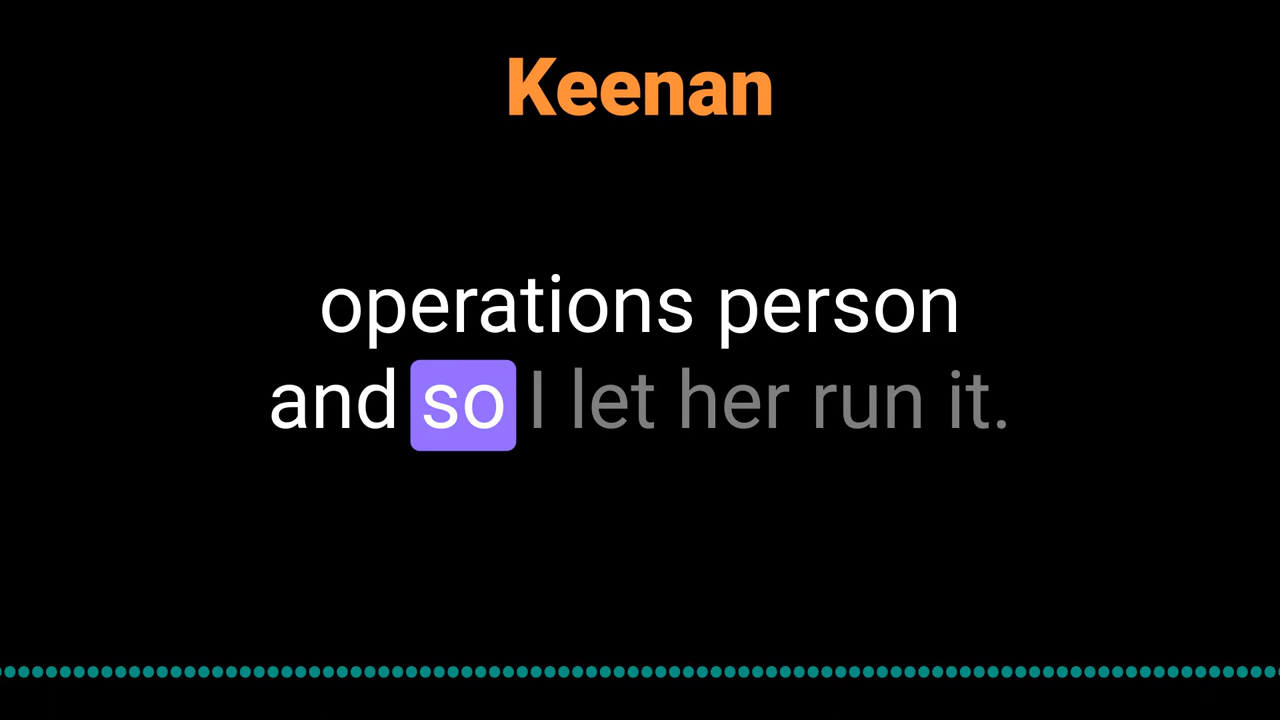 Keenan
operations person
and so I let her run it.